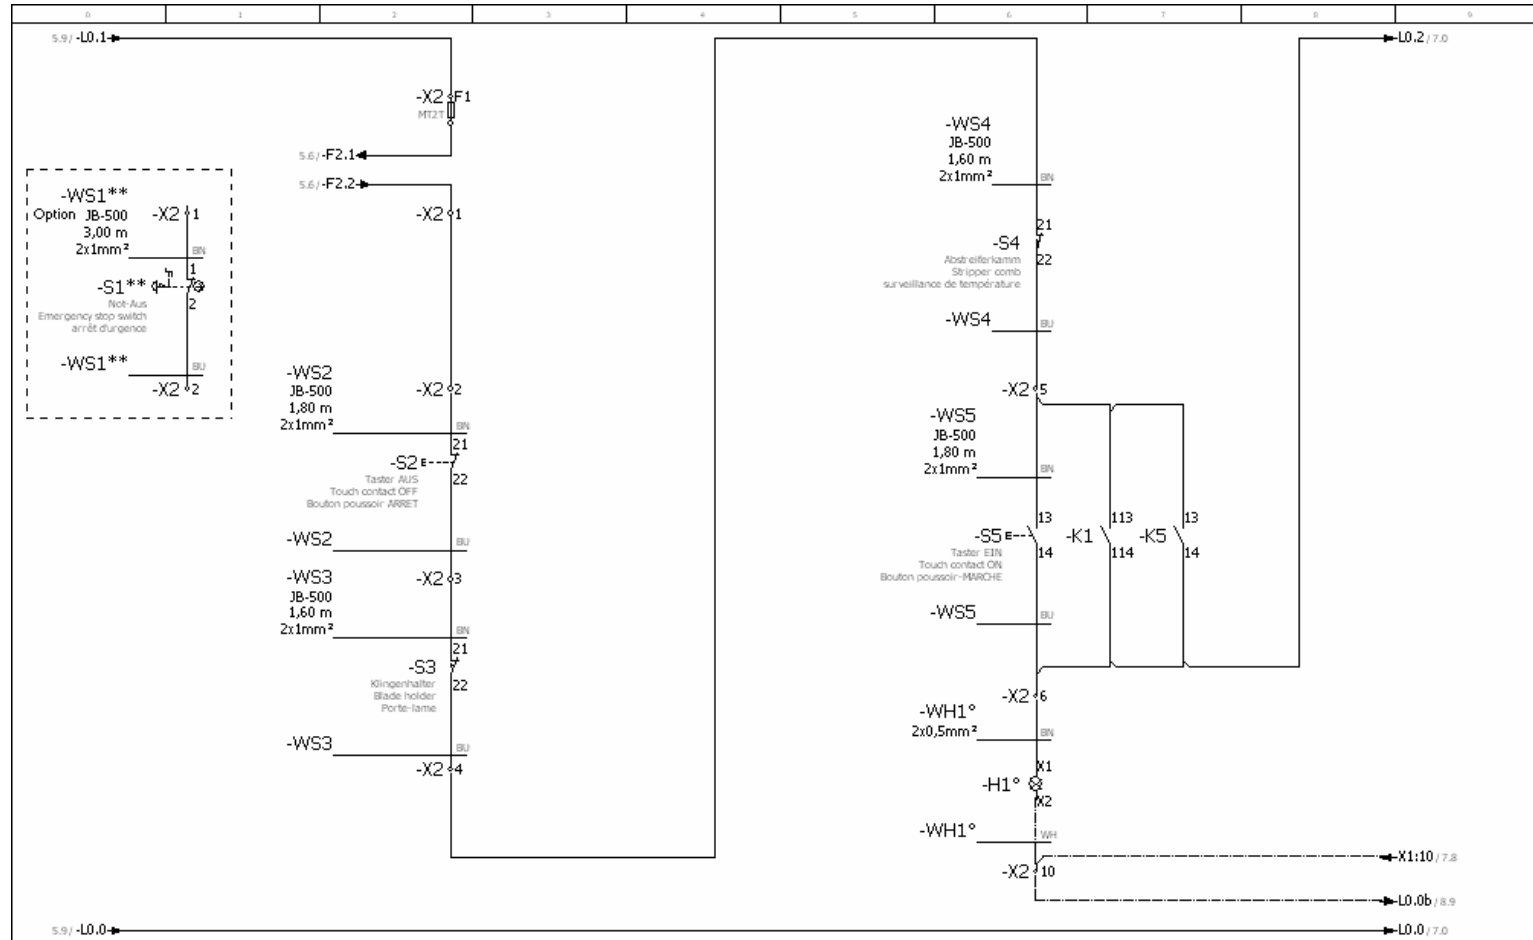 0 1 2 3 4 5 6 7 8 9
5.9/ -L0.1
-X2 F1
MT2T
5.6/ -F2.1
5.6/ -F2.2
-X2 1
-WS1**
Option JB-500
3,00 m
2x1mm²
-X2 1
BN
1
-S1**
2
Not-Aus
Emergency stop switch
arrêt d'urgence
-WS1**
BU
-X2 2
-WS2
JB-500
1,80 m
2x1mm²
-X2 2
BN
21
-S2
22
Taster AUS
Touch contact OFF
Bouton poussoir ARRET
-WS2
BU
-WS3
JB-500
1,60 m
2x1mm²
-X2 3
BN
21
-S3
22
Klingenhalter
Blade holder
Porte-lame
-WS3
BU
-X2 4
-L0.2 / 7.0
-WS4
JB-500
1,60 m
2x1mm²
BN
21
-S4
22
Abstreiferkamm
Stripper comb
surveillance de température
-WS4
BU
-X2 5
-WS5
JB-500
1,80 m
2x1mm²
BN
13 113 13
-S5 -K1 -K5
14 114 14
Taster EIN
Touch contact ON
Bouton poussoir-MARCHE
-WS5
BU
-X2 6
-WH1°
2x0,5mm²
BN
X1
-H1°
X2
-WH1°
WH
-X2 10
-X1:10 / 7.8
-L0.0b / 8.9
5.9/ -L0.0
-L0.0 / 7.0